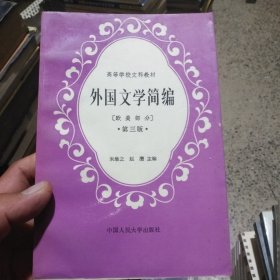 高等学校文科教材
外国文学简编
［欧美部分］
·第三版·
朱维之 赵澧 主编
中国人民大学出版社